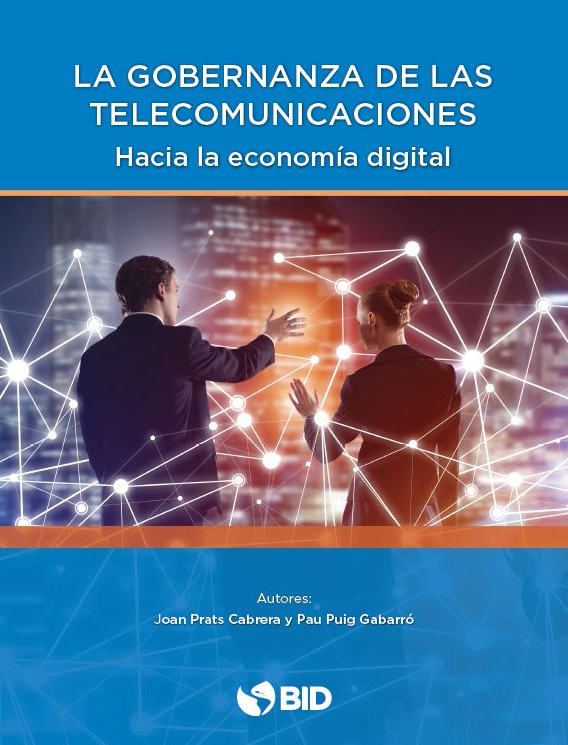 LA GOBERNANZA DE LAS
TELECOMUNICACIONES
Hacia la economía digital
Autores:
Joan Prats Cabrera y Pau Puig Gabarró
BID